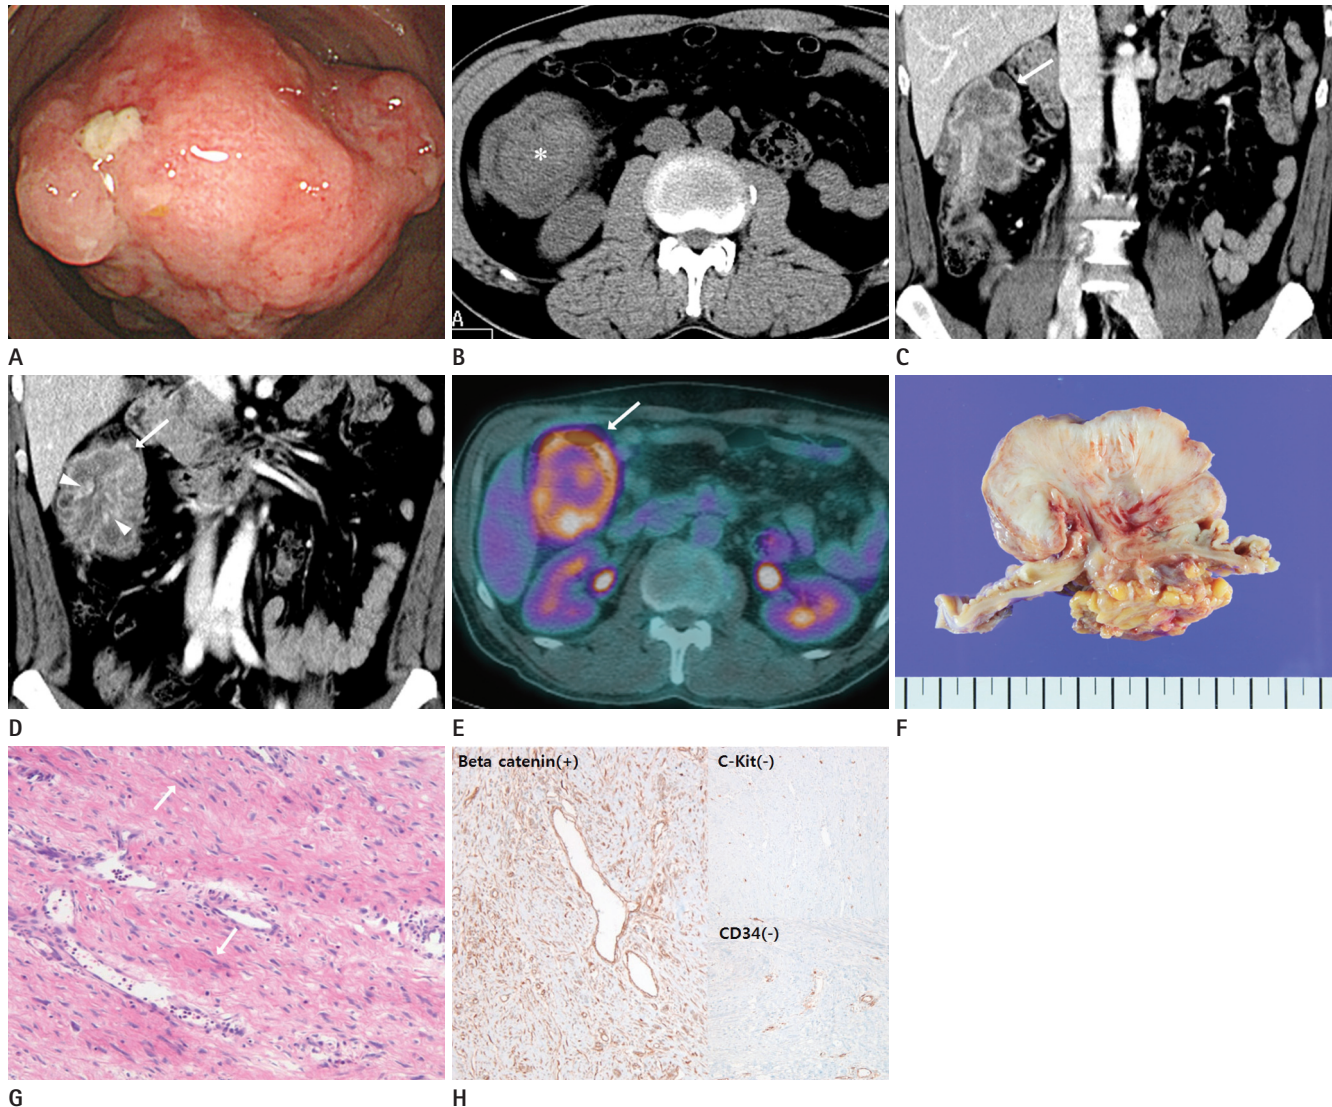 A
*
A
B
C
D
E
F
Beta catenin(+)
C-Kit(-)
CD34(-)
G
H